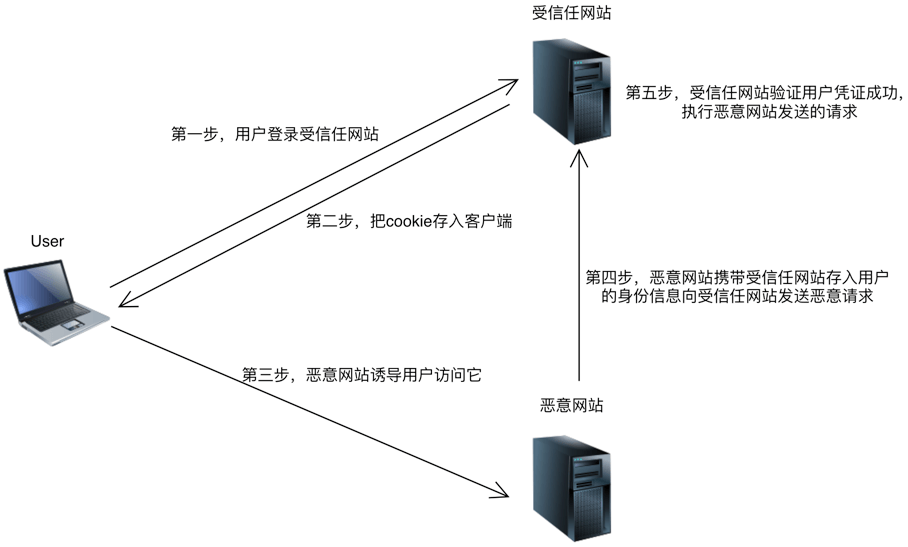 受信任网站
第五步，受信任网站验证用户凭证成功，
执行恶意网站发送的请求
第一步，用户登录受信任网站
第二步，把cookie存入客户端
User
第四步，恶意网站携带受信任网站存入用户
的身份信息向受信任网站发送恶意请求
第三步，恶意网站诱导用户访问它
恶意网站